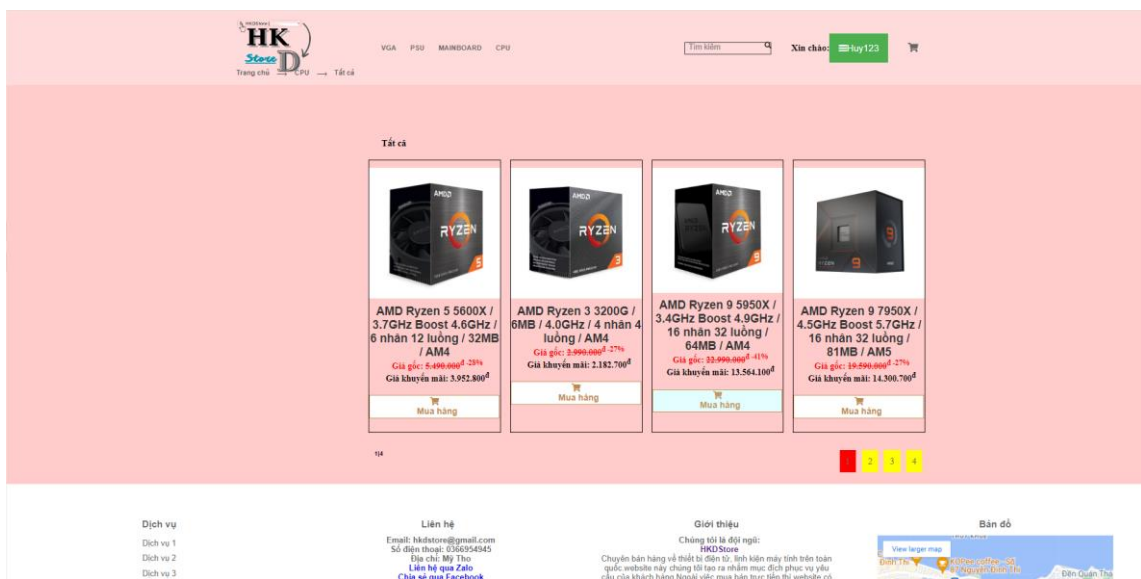 HKDStore
HK
Store D
VGA PSU MAINBOARD CPU
Tìm kiếm
Xin chào: Huy123
Trang chủ → CPU → Tất cả
Tất cả
AMD RYZEN 5
AMD RYZEN 3
AMD RYZEN 9
RYZEN 9
AMD Ryzen 5 5600X /
3.7GHz Boost 4.6GHz /
6 nhân 12 luồng / 32MB
/ AM4
Giá gốc: 5.490.000đ -28%
Giá khuyến mãi: 3.952.800đ
Mua hàng
AMD Ryzen 3 3200G /
6MB / 4.0GHz / 4 nhân 4
luồng / AM4
Giá gốc: 2.990.000đ -27%
Giá khuyến mãi: 2.182.700đ
Mua hàng
AMD Ryzen 9 5950X /
3.4GHz Boost 4.9GHz /
16 nhân 32 luồng /
64MB / AM4
Giá gốc: 22.990.000đ -41%
Giá khuyến mãi: 13.564.100đ
Mua hàng
AMD Ryzen 9 7950X /
4.5GHz Boost 5.7GHz /
16 nhân 32 luồng /
81MB / AM5
Giá gốc: 19.590.000đ -27%
Giá khuyến mãi: 14.300.700đ
Mua hàng
1|4
1 2 3 4
Dịch vụ
Dịch vụ 1
Dịch vụ 2
Dịch vụ 3
Liên hệ
Email: hkdstore@gmail.com
Số điện thoại: 0366954945
Địa chỉ: Mỹ Tho
Liên hệ qua Zalo
Chia sẻ qua Facebook
Giới thiệu
Chúng tôi là đội ngũ:
HKDStore
Chuyên bán hàng về thiết bị điện tử, linh kiện máy tính trên toàn
quốc website này chúng tôi tạo ra nhằm mục đích phục vụ yêu
cầu của khách hàng Ngoài việc mua bán trực tiếp thì website có
Bản đồ
View larger map
KOPee coffee - 50
Nguyễn Đình Thi
Đền Quán Thá